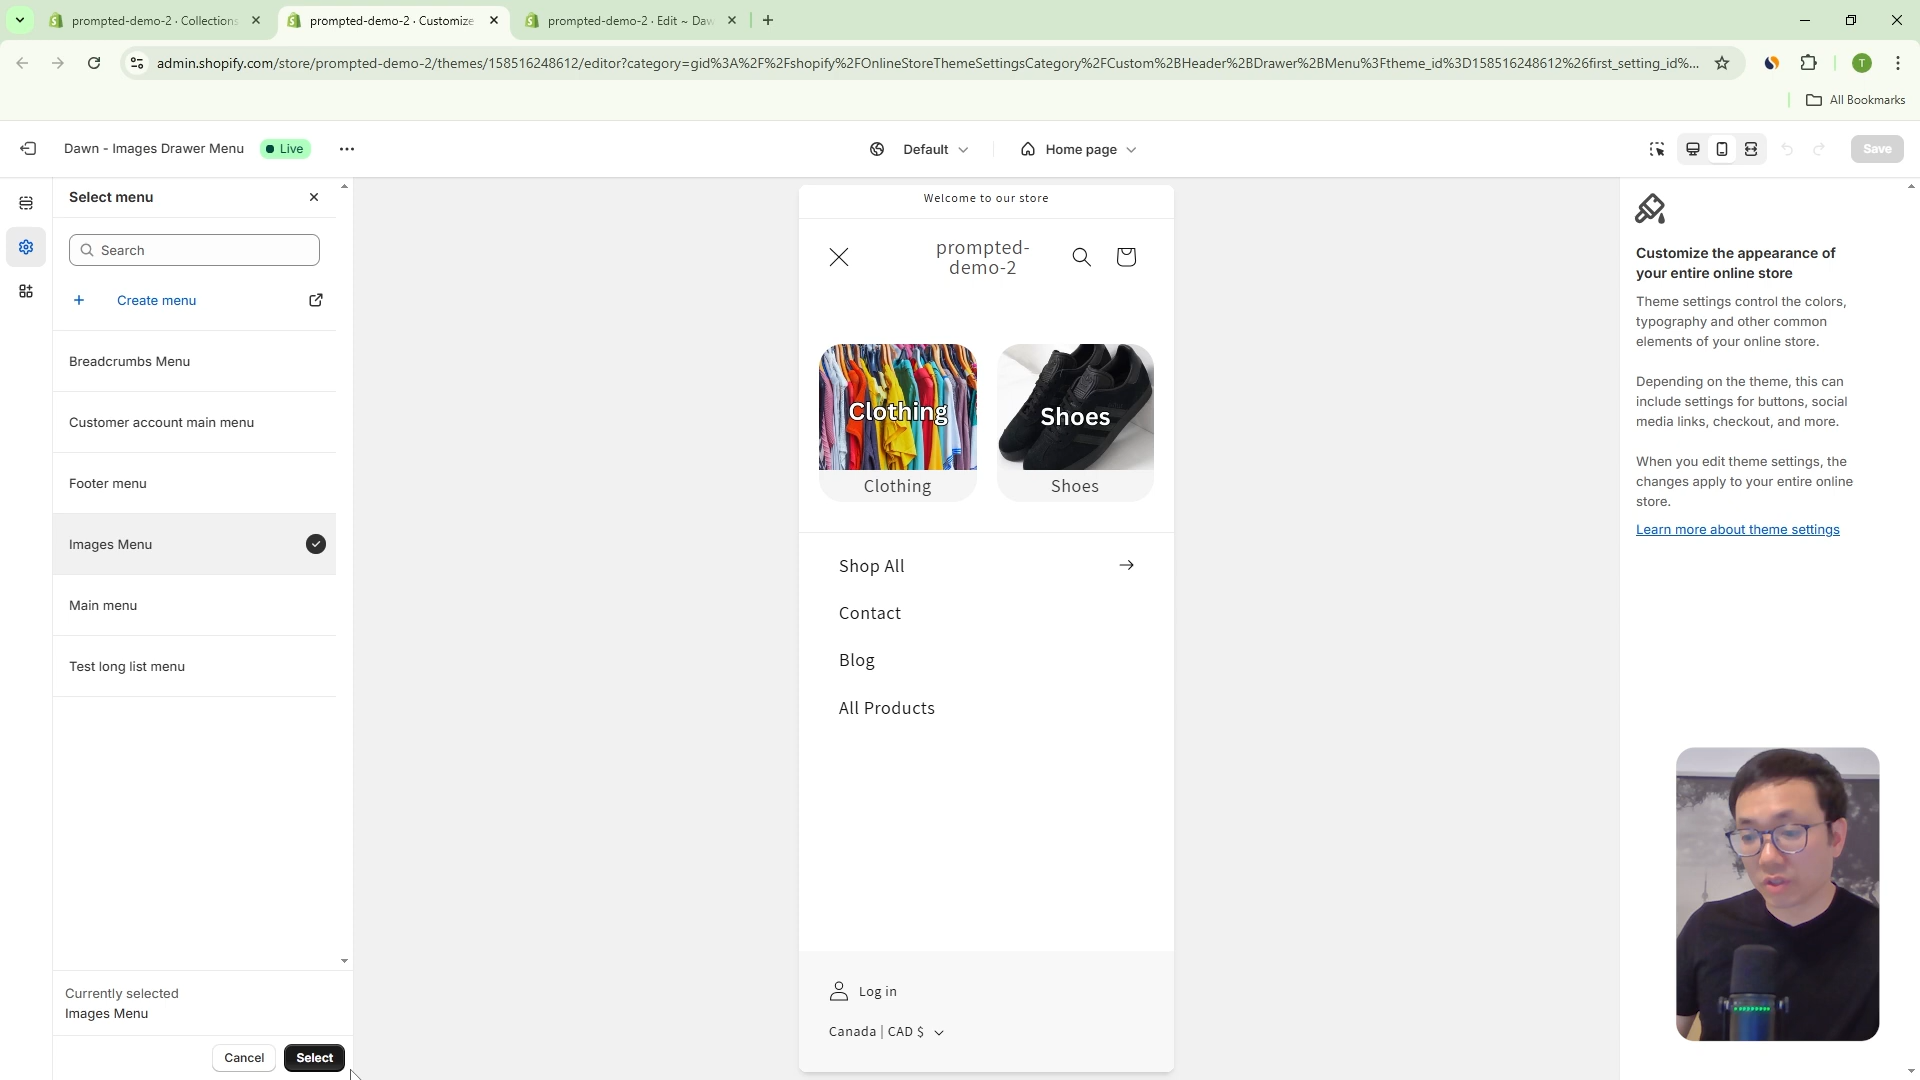 prompted-demo-2 · Collections
prompted-demo-2 · Customize
prompted-demo-2 · Edit ~ Daw
admin.shopify.com/store/prompted-demo-2/themes/158516248612/editor?category=gid%3A%2F%2Fshopify%2FOnlineStoreThemeSettingsCategory%2FCustom%2BHeader%2BDrawer%2BMenu%3Ftheme_id%3D158516248612%26first_setting_id%...
T
All Bookmarks
Dawn - Images Drawer Menu
Live
Default
Home page
Save
Select menu
Search
Create menu
Breadcrumbs Menu
Customer account main menu
Footer menu
Images Menu
Main menu
Test long list menu
Currently selected
Images Menu
Cancel
Select
Welcome to our store
prompted-
demo-2
Clothing
Shoes
Clothing
Shoes
Shop All
Contact
Blog
All Products
Log in
Canada | CAD $
Customize the appearance of
your entire online store
Theme settings control the colors,
typography and other common
elements of your online store.
Depending on the theme, this can
include settings for buttons, social
media links, checkout, and more.
When you edit theme settings, the
changes apply to your entire online
store.
Learn more about theme settings